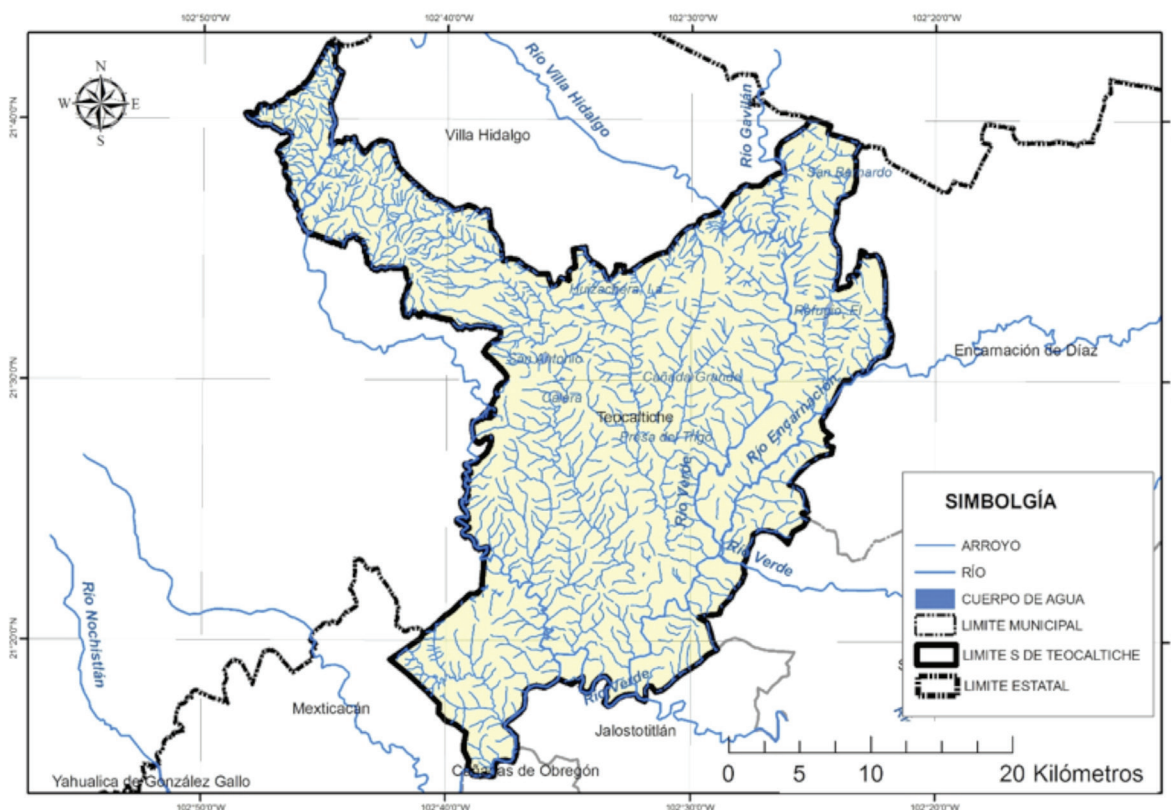 102°50'0"W
102°40'0"W
102°30'0"W
102°20'0"W
N
W
E
S
21°40'0"N
21°30'0"N
21°20'0"N
Río Villa Hidalgo
Villa Hidalgo
Río Gavilán
San Bernardo
Huizachera, La
Refugio, El
San Antonio
Cañada Grande
Calera
Teocaltiche
Presa del Trigo
Río Encarnación
Encarnación de Díaz
Río Verde
Río Verde
Río Nochistlán
Río Verde
Mexticacán
Jalostotitlán
Yahualica de González Gallo
Cañadas de Obregón
SIMBOLGÍA
ARROYO
RÍO
CUERPO DE AGUA
LIMITE MUNICIPAL
LIMITE S DE TEOCALTICHE
LIMITE ESTATAL
0 5 10 20 Kilómetros
102°50'0"W
102°40'0"W
102°30'0"W
102°20'0"W